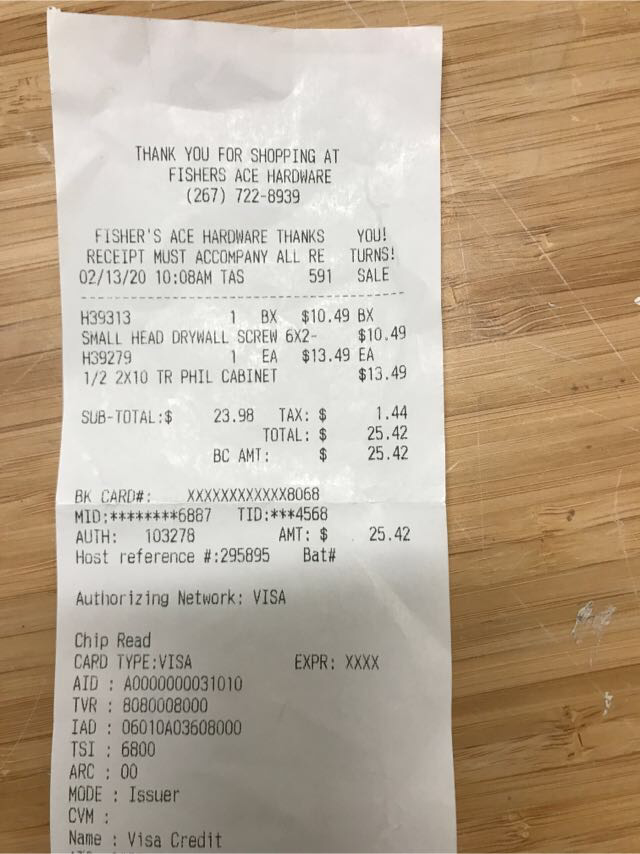 THANK YOU FOR SHOPPING AT
FISHERS ACE HARDWARE
(267) 722-8939
FISHER'S ACE HARDWARE THANKS YOU!
RECEIPT MUST ACCOMPANY ALL RE TURNS!
02/13/20 10:08AM TAS 591 SALE
H39313 1 BX $10.49 BX
SMALL HEAD DRYWALL SCREW 6X2- $10.49
H39279 1 EA $13.49 EA
1/2 2X10 TR PHIL CABINET $13.49
SUB-TOTAL:$ 23.98 TAX: $ 1.44
TOTAL: $ 25.42
BC AMT: $ 25.42
BK CARD#: XXXXXXXXXXXX8068
MID:********6887 TID:***4568
AUTH: 103278 AMT: $ 25.42
Host reference #:295895 Bat#
Authorizing Network: VISA
Chip Read
CARD TYPE:VISA EXPR: XXXX
AID : A0000000031010
TVR : 8080008000
IAD : 06010A03608000
TSI : 6800
ARC : 00
MODE : Issuer
CVM :
Name : Visa Credit